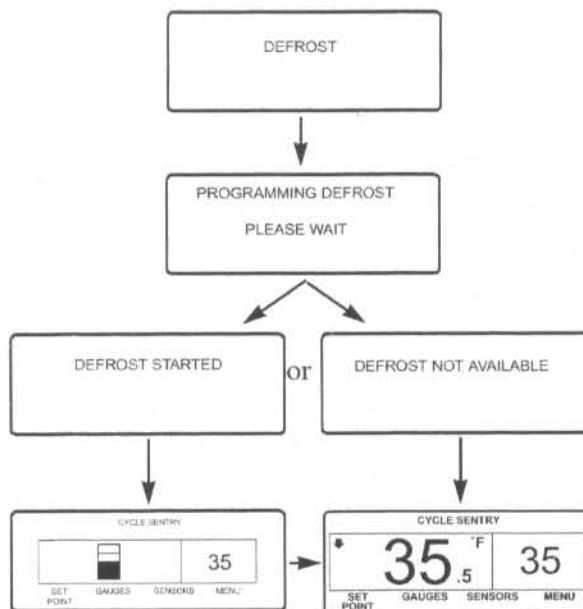 DEFROST
PROGRAMMING DEFROST
PLEASE WAIT
DEFROST STARTED
or
DEFROST NOT AVAILABLE
CYCLE SENTRY
35
SET POINT GAUGES SENSORS MENU
CYCLE SENTRY
35.5 °F 35
SET POINT GAUGES SENSORS MENU